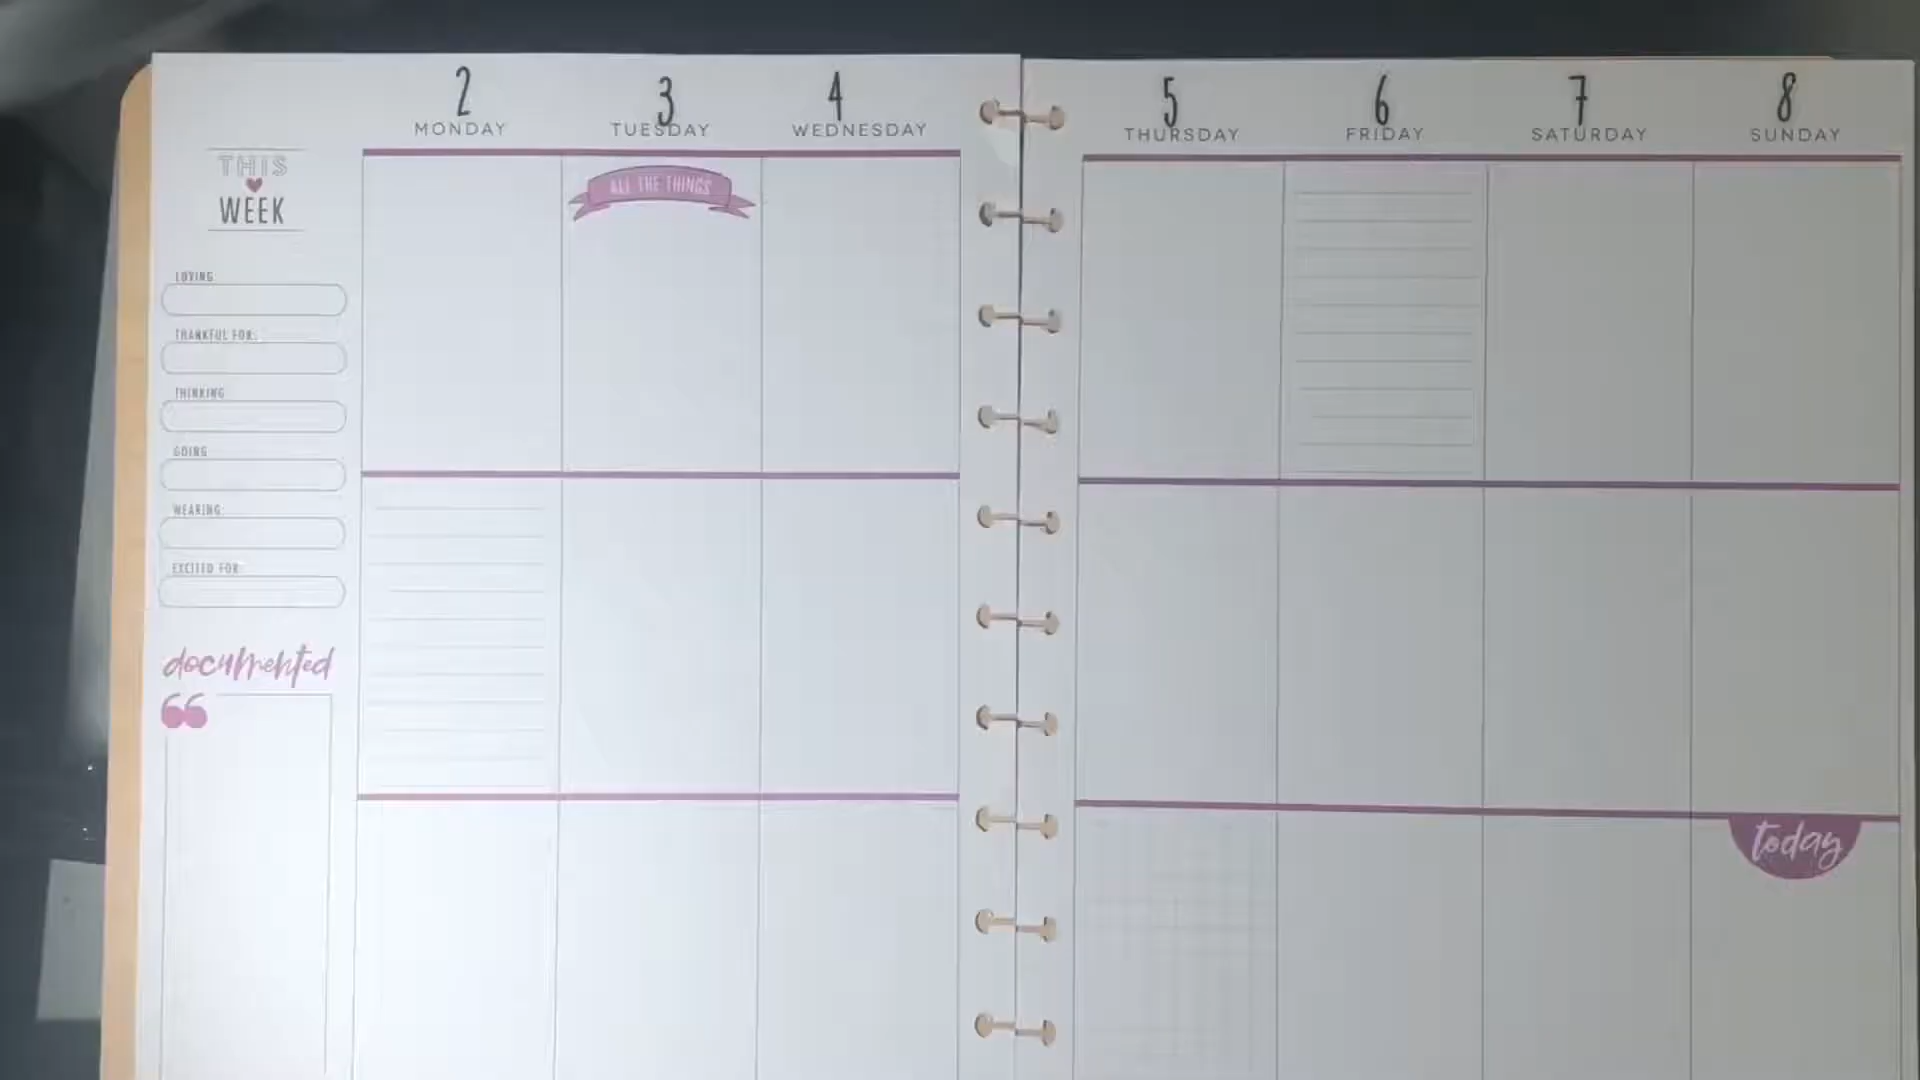 2 3 4 5 6 7 8
MONDAY TUESDAY WEDNESDAY THURSDAY FRIDAY SATURDAY SUNDAY
THIS
WEEK
ALL THE THINGS
LOVING
THANKFUL FOR:
THINKING
GOING
WEARING:
EXCITED FOR:
documented
today